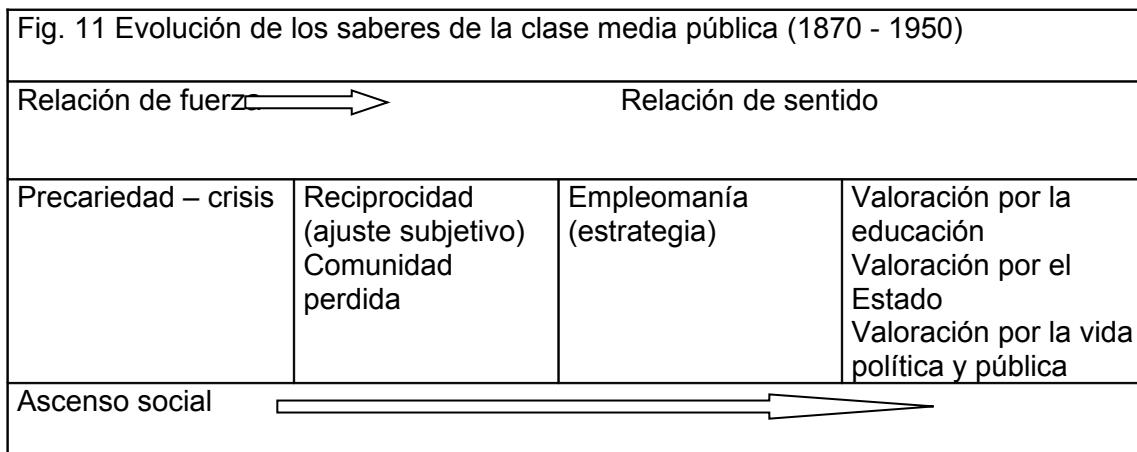 Fig. 11 Evolución de los saberes de la clase media pública (1870 - 1950)
Relación de fuerza
Relación de sentido
Precariedad – crisis
Reciprocidad
(ajuste subjetivo)
Comunidad
perdida
Empleomanía
(estrategia)
Valoración por la
educación
Valoración por el
Estado
Valoración por la vida
política y pública
Ascenso social